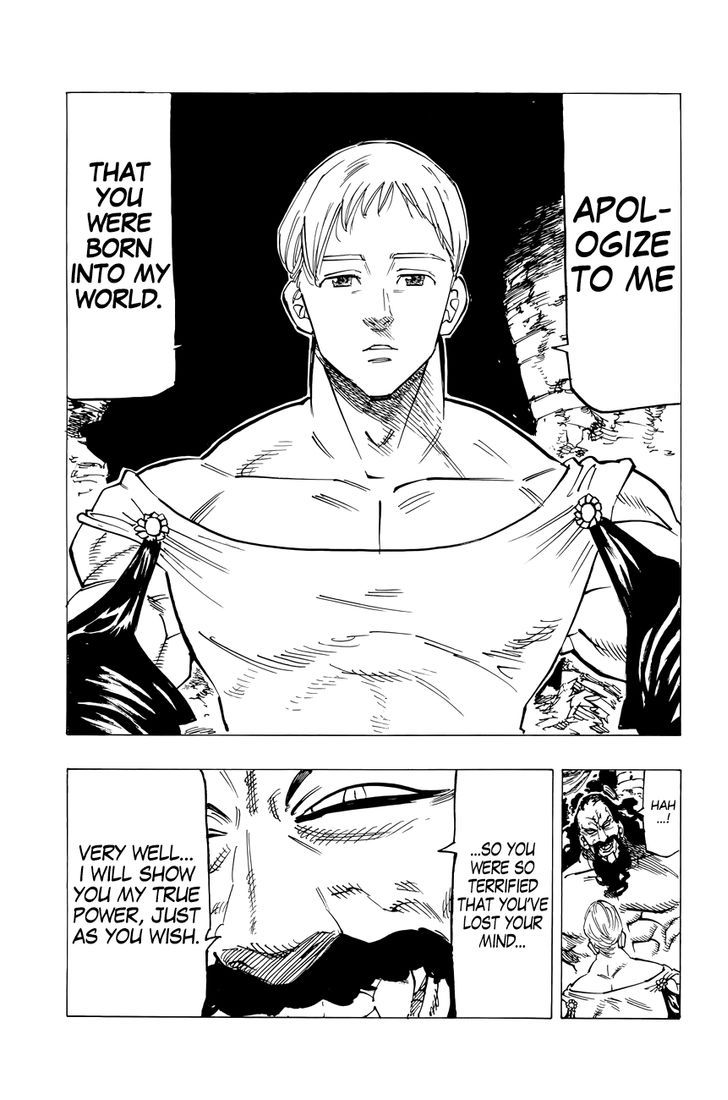 APOL-
OGIZE
TO ME
THAT
YOU
WERE
BORN
INTO MY
WORLD.
HAH
...!
...SO YOU
WERE SO
TERRIFIED
THAT YOU'VE
LOST YOUR
MIND...
VERY WELL...
I WILL SHOW
YOU MY TRUE
POWER, JUST
AS YOU WISH.